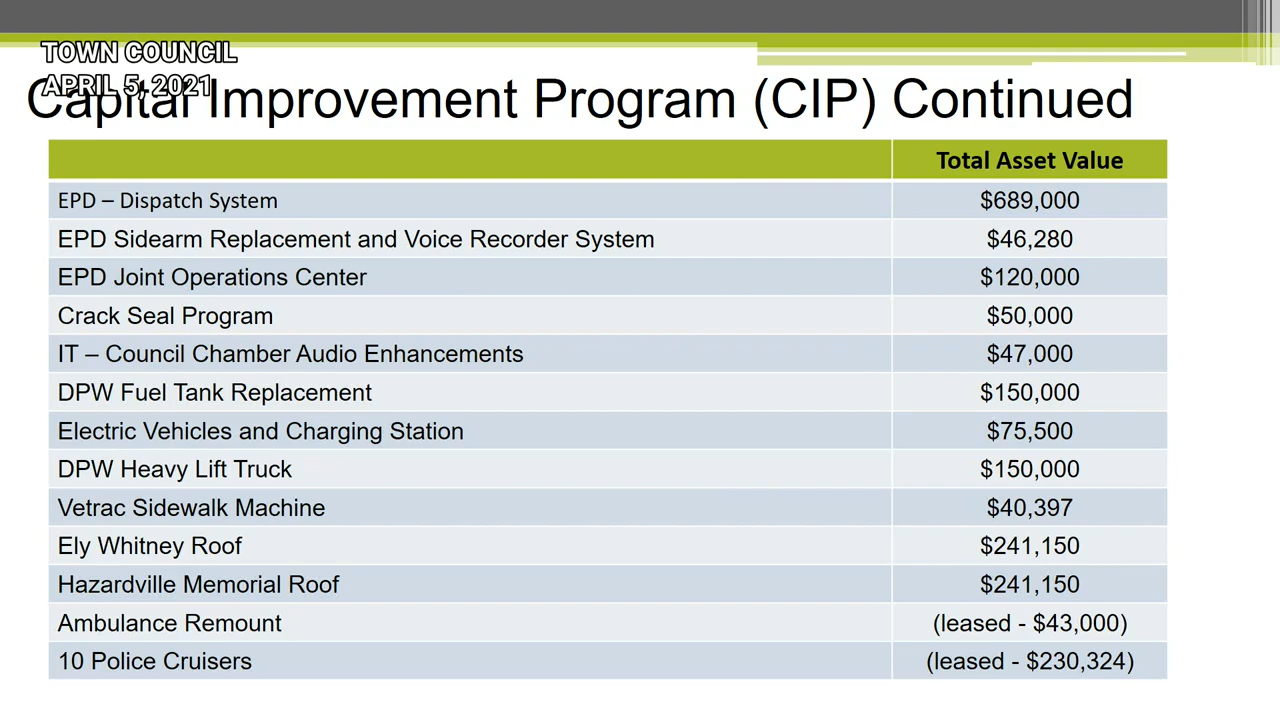 TOWN COUNCIL
APRIL 5, 2021
Capital Improvement Program (CIP) Continued
Total Asset Value
EPD – Dispatch System $689,000
EPD Sidearm Replacement and Voice Recorder System $46,280
EPD Joint Operations Center $120,000
Crack Seal Program $50,000
IT – Council Chamber Audio Enhancements $47,000
DPW Fuel Tank Replacement $150,000
Electric Vehicles and Charging Station $75,500
DPW Heavy Lift Truck $150,000
Vetrac Sidewalk Machine $40,397
Ely Whitney Roof $241,150
Hazardville Memorial Roof $241,150
Ambulance Remount (leased - $43,000)
10 Police Cruisers (leased - $230,324)